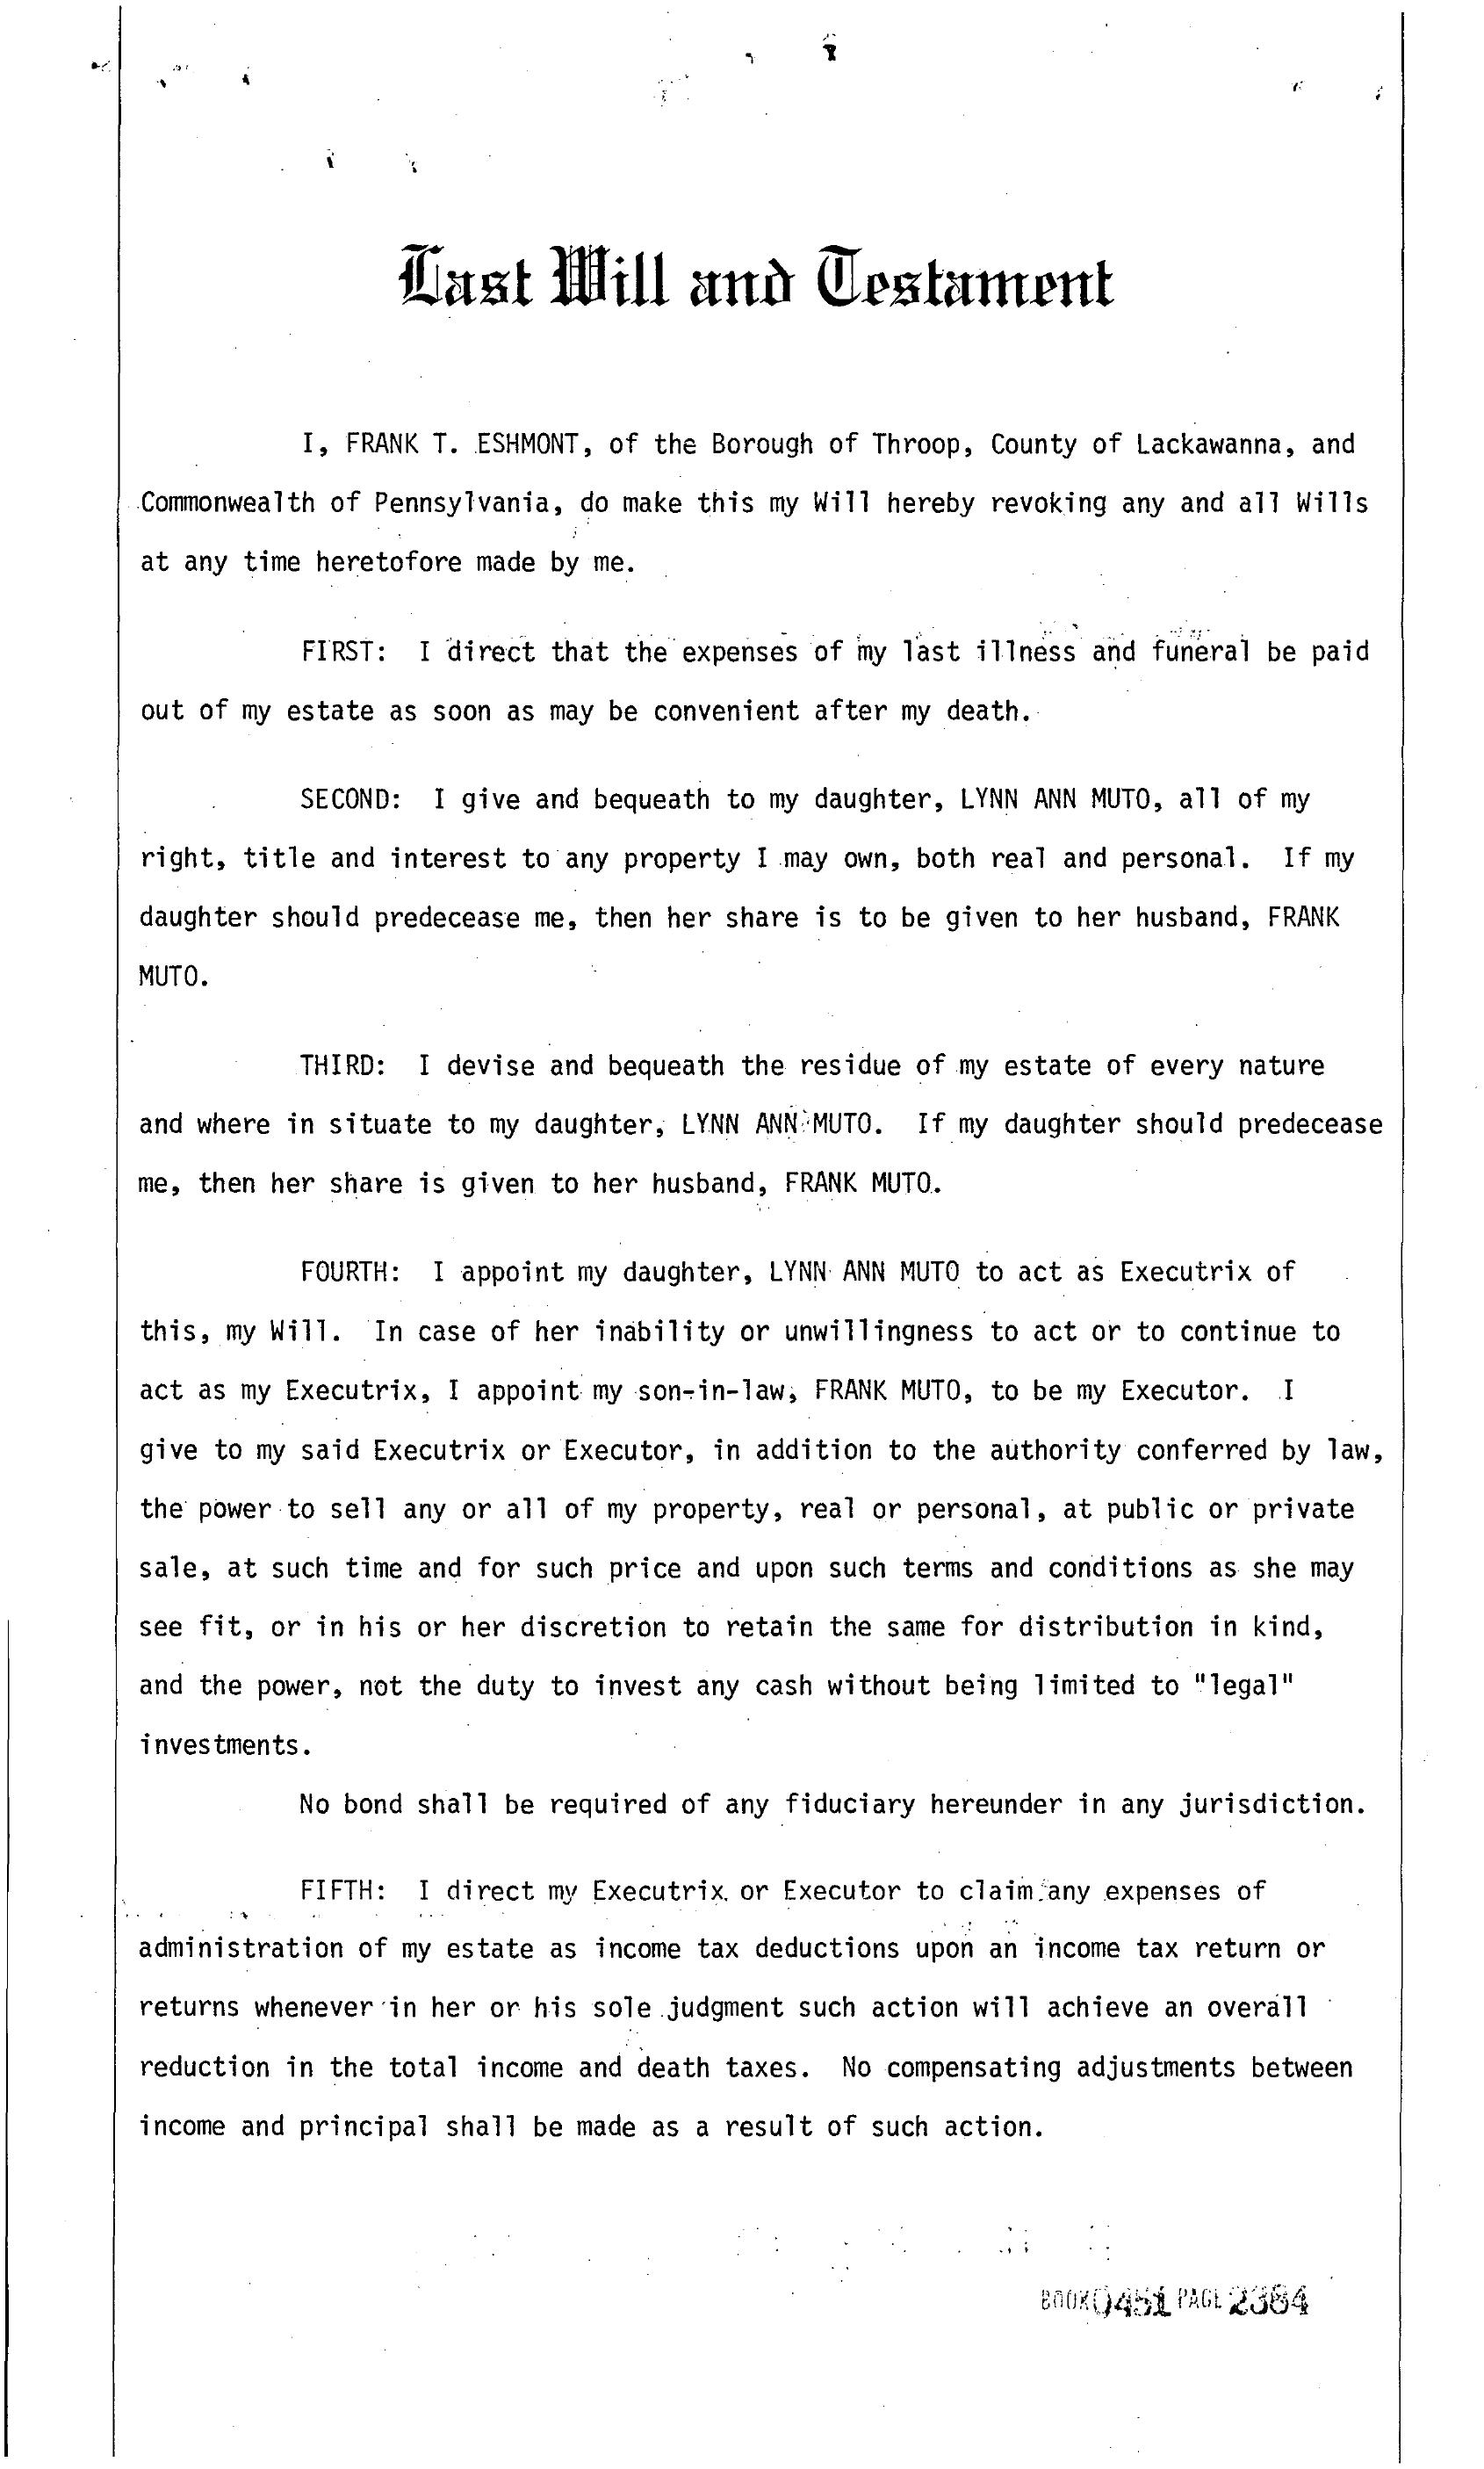 Last Will and Testament
I, FRANK T. ESHMONT, of the Borough of Throop, County of Lackawanna, and
Commonwealth of Pennsylvania, do make this my Will hereby revoking any and all Wills
at any time heretofore made by me.
FIRST: I direct that the expenses of my last illness and funeral be paid
out of my estate as soon as may be convenient after my death.
SECOND: I give and bequeath to my daughter, LYNN ANN MUTO, all of my
right, title and interest to any property I may own, both real and personal. If my
daughter should predecease me, then her share is to be given to her husband, FRANK
MUTO.
THIRD: I devise and bequeath the residue of my estate of every nature
and where in situate to my daughter, LYNN ANN MUTO. If my daughter should predecease
me, then her share is given to her husband, FRANK MUTO.
FOURTH: I appoint my daughter, LYNN ANN MUTO to act as Executrix of
this, my Will. In case of her inability or unwillingness to act or to continue to
act as my Executrix, I appoint my son-in-law, FRANK MUTO, to be my Executor. I
give to my said Executrix or Executor, in addition to the authority conferred by law,
the power to sell any or all of my property, real or personal, at public or private
sale, at such time and for such price and upon such terms and conditions as she may
see fit, or in his or her discretion to retain the same for distribution in kind,
and the power, not the duty to invest any cash without being limited to "legal"
investments.
No bond shall be required of any fiduciary hereunder in any jurisdiction.
FIFTH: I direct my Executrix or Executor to claim any expenses of
administration of my estate as income tax deductions upon an income tax return or
returns whenever in her or his sole judgment such action will achieve an overall
reduction in the total income and death taxes. No compensating adjustments between
income and principal shall be made as a result of such action.
BOOK 0451 PAGE 2384